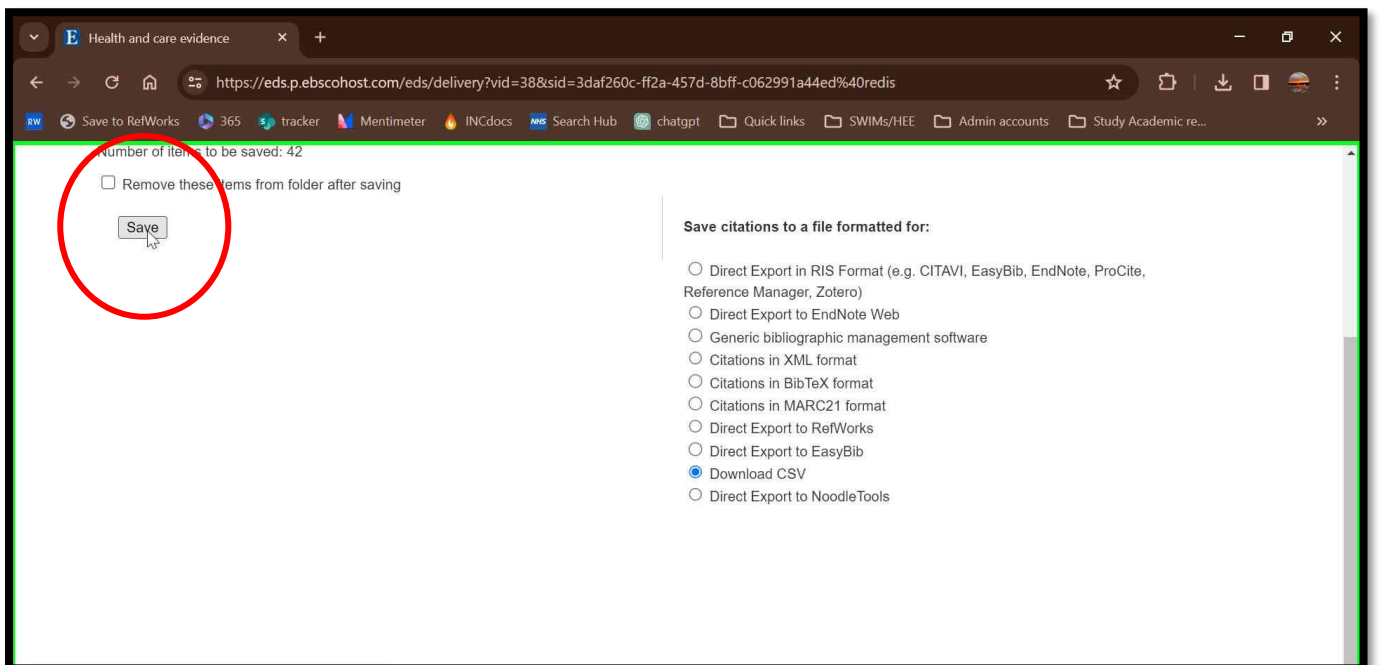 E Health and care evidence
https://eds.p.ebscohost.com/eds/delivery?vid=38&sid=3daf260c-ff2a-457d-8bff-c062991a44ed%40redis
RW Save to RefWorks 365 tracker Mentimeter INCdocs NHS Search Hub chatgpt Quick links SWIMs/HEE Admin accounts Study Academic re... »
Number of items to be saved: 42
Remove these items from folder after saving
Save
Save citations to a file formatted for:
Direct Export in RIS Format (e.g. CITAVI, EasyBib, EndNote, ProCite,
Reference Manager, Zotero)
Direct Export to EndNote Web
Generic bibliographic management software
Citations in XML format
Citations in BibTeX format
Citations in MARC21 format
Direct Export to RefWorks
Direct Export to EasyBib
Download CSV
Direct Export to NoodleTools